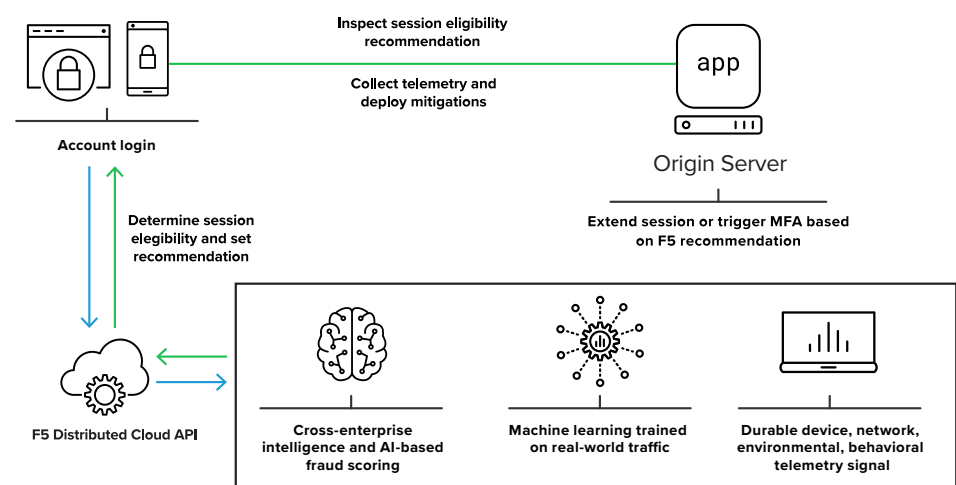 Inspect session eligibility
recommendation
app
Collect telemetry and
deploy mitigations
Account login
Origin Server
Extend session or trigger MFA based
on F5 recommendation
Determine session
elegibility and set
recommendation
F5 Distributed Cloud API
Cross-enterprise
intelligence and AI-based
fraud scoring
Machine learning trained
on real-world traffic
Durable device, network,
environmental, behavioral
telemetry signal